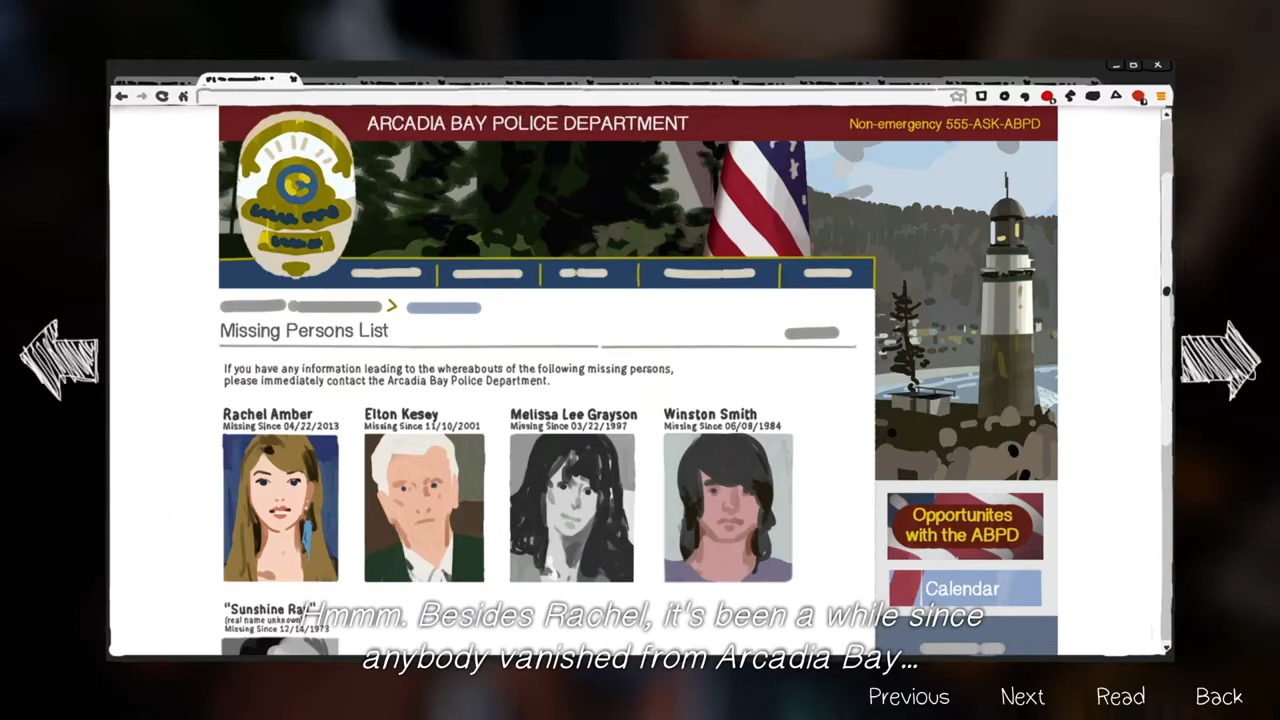 ARCADIA BAY POLICE DEPARTMENT
Non-emergency 555-ASK-ABPD
Missing Persons List
If you have any information leading to the whereabouts of the following missing persons,
please immediately contact the Arcadia Bay Police Department.
Rachel Amber
Missing Since 04/22/2013
Elton Kesey
Missing Since 11/10/2001
Melissa Lee Grayson
Missing Since 03/22/1997
Winston Smith
Missing Since 06/08/1984
Opportunites
with the ABPD
Calendar
"Sunshine Ray"
(real name unknown)
Missing Since 12/14/1973
Hmmm. Besides Rachel, it's been a while since
anybody vanished from Arcadia Bay...
Previous
Next
Read
Back